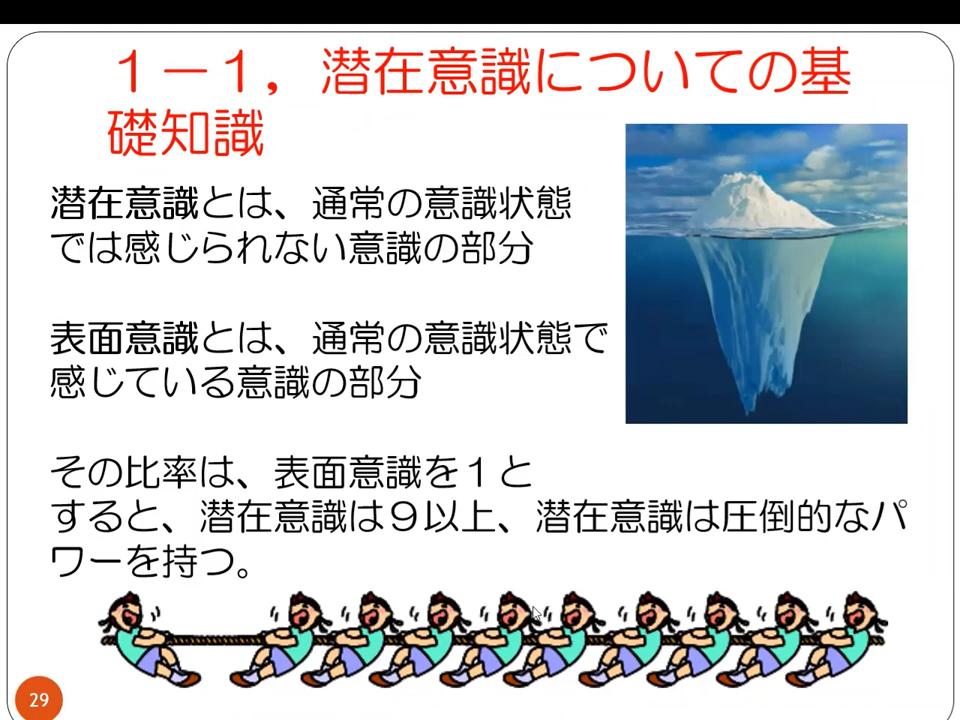 １－１，潜在意識についての基
礎知識
潜在意識とは、通常の意識状態
では感じられない意識の部分
表面意識とは、通常の意識状態で
感じている意識の部分
その比率は、表面意識を１と
すると、潜在意識は９以上、潜在意識は圧倒的なパ
ワーを持つ。
29